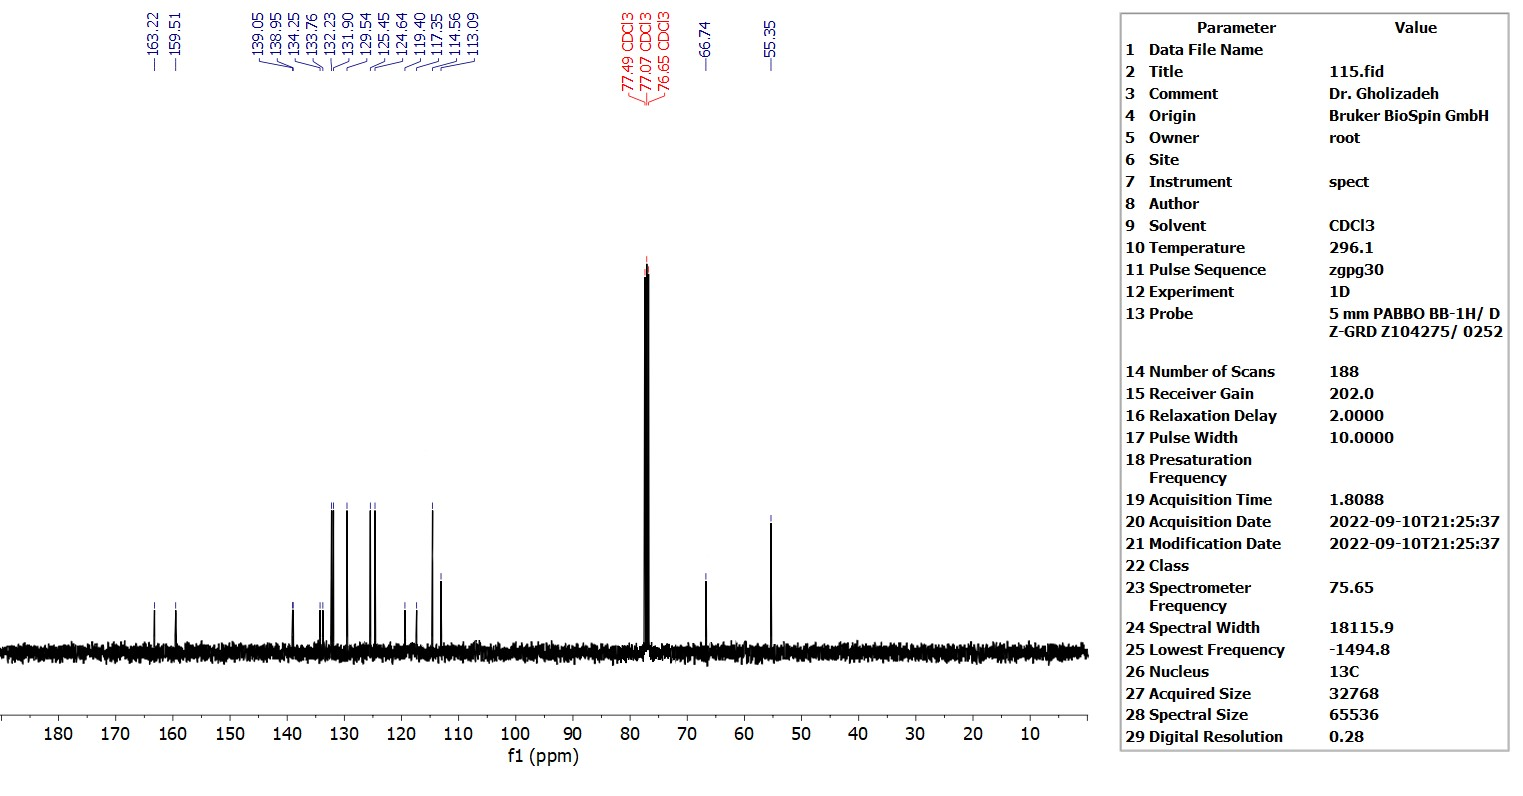 163.22
159.51
139.05
138.95
134.25
133.76
132.23
131.90
129.54
125.45
124.64
119.40
117.35
114.56
113.09
77.49 CDCl3
77.07 CDCl3
76.65 CDCl3
66.74
55.35
180 170 160 150 140 130 120 110 100 90 80 70 60 50 40 30 20 10
f1 (ppm)
Parameter Value
1 Data File Name
2 Title 115.fid
3 Comment Dr. Gholizadeh
4 Origin Bruker BioSpin GmbH
5 Owner root
6 Site
7 Instrument spect
8 Author
9 Solvent CDCl3
10 Temperature 296.1
11 Pulse Sequence zgpg30
12 Experiment 1D
13 Probe 5 mm PABBO BB-1H/ D
Z-GRD Z104275/ 0252
14 Number of Scans 188
15 Receiver Gain 202.0
16 Relaxation Delay 2.0000
17 Pulse Width 10.0000
18 Presaturation
Frequency
19 Acquisition Time 1.8088
20 Acquisition Date 2022-09-10T21:25:37
21 Modification Date 2022-09-10T21:25:37
22 Class
23 Spectrometer 75.65
Frequency
24 Spectral Width 18115.9
25 Lowest Frequency -1494.8
26 Nucleus 13C
27 Acquired Size 32768
28 Spectral Size 65536
29 Digital Resolution 0.28